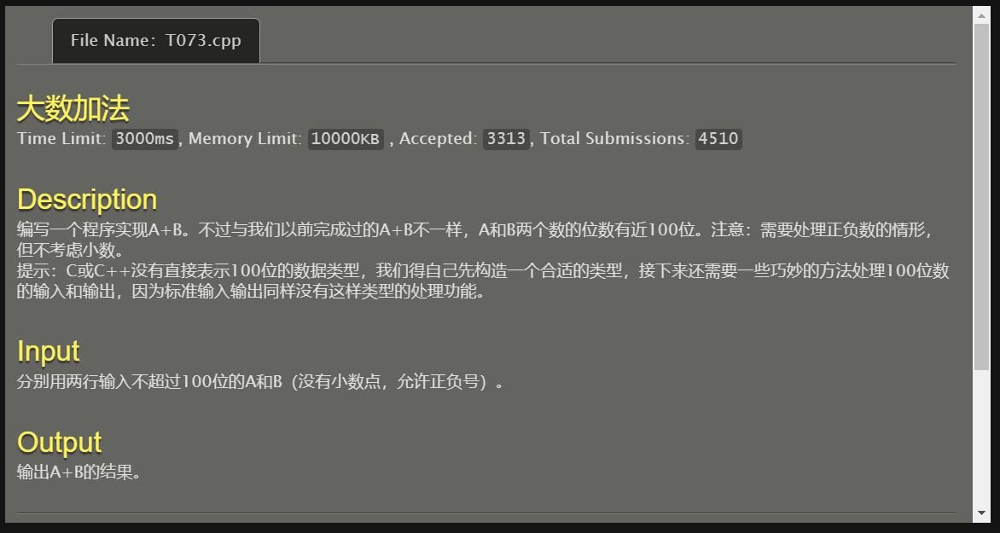 File Name：T073.cpp
大数加法
Time Limit: 3000ms, Memory Limit: 10000KB , Accepted: 3313, Total Submissions: 4510
Description
编写一个程序实现A+B。不过与我们以前完成过的A+B不一样，A和B两个数的位数有近100位。注意：需要处理正负数的情形，
但不考虑小数。
提示：C或C++没有直接表示100位的数据类型，我们得自己先构造一个合适的类型，接下来还需要一些巧妙的方法处理100位数
的输入和输出，因为标准输入输出同样没有这样类型的处理功能。
Input
分别用两行输入不超过100位的A和B（没有小数点，允许正负号）。
Output
输出A+B的结果。